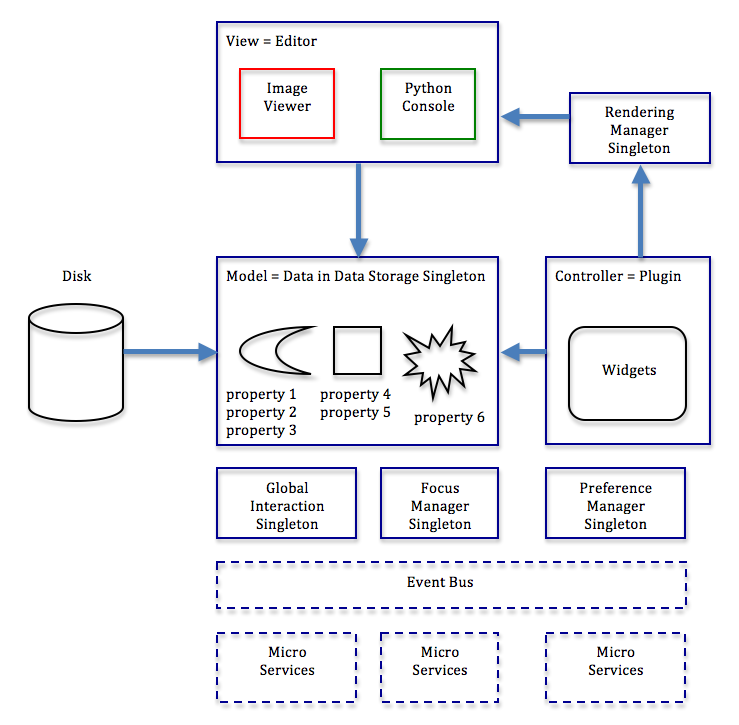 View = Editor
Image
Viewer
Python
Console
Rendering
Manager
Singleton
Disk
Model = Data in Data Storage Singleton
Controller = Plugin
property 1
property 2
property 3
property 4
property 5
property 6
Widgets
Global
Interaction
Singleton
Focus
Manager
Singleton
Preference
Manager
Singleton
Event Bus
Micro
Services
Micro
Services
Micro
Services